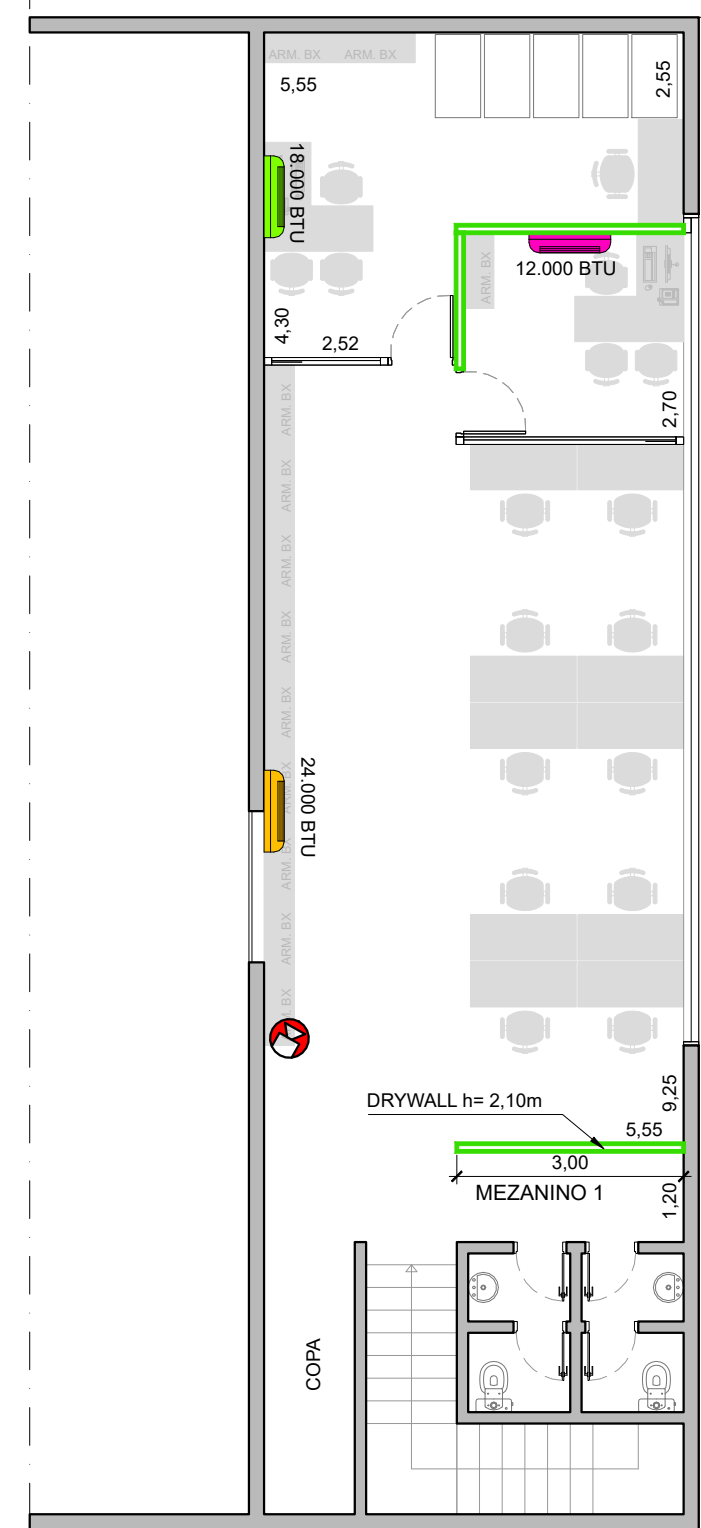 ARM. BX
ARM. BX
5,55
2,55
18.000 BTU
12.000 BTU
ARM. BX
4,30
2,52
2,70
ARM. BX
ARM. BX
ARM. BX
ARM. BX
ARM. BX
ARM. BX
24.000 BTU
ARM. BX
ARM. BX
ARM. BX
DRYWALL h= 2,10m
9,25
5,55
3,00
MEZANINO 1
1,20
COPA